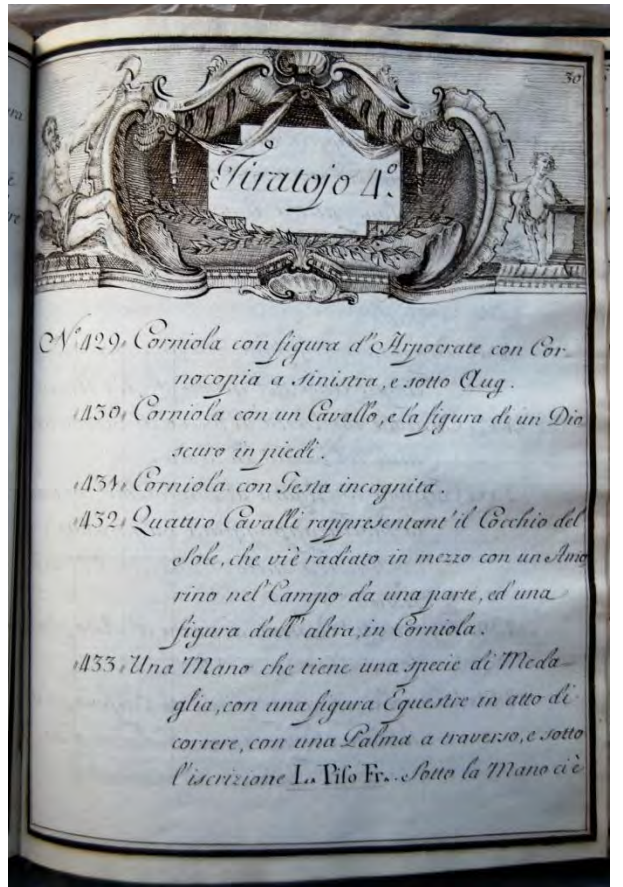 30
Tiratojo 4.º
N.º 429. Corniola con figura d'Arpocrate con Cor-
nocopia a sinistra, e sotto Aug.
430. Corniola con un Cavallo, e la figura di un Dio
scuro in piedi.
431. Corniola con Testa incognita.
432. Quattro Cavalli rappresentant'il Cocchio del
Sole, che vi è radiato in mezzo con un Amo
rino nel Campo da una parte, ed una
figura dall'altra, in Corniola.
433. Una Mano che tiene una specie di Meda-
glia, con una figura Equestre in atto di
correre, con una Palma a traverso, e sotto
l'iscrizione L. Piso Fr. Sotto la Mano ci è